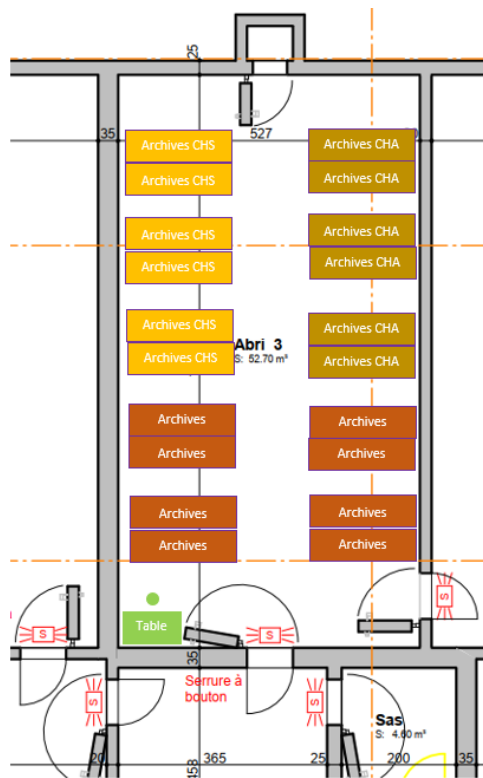 25
35
527
Archives CHS
Archives CHA
Archives CHS
Archives CHA
Archives CHS
Archives CHA
Archives CHS
Archives CHA
Archives CHS
Archives CHA
Abri 3
S: 52.70 m²
Archives CHS
Archives CHA
Archives
Archives
Archives
Archives
Archives
Archives
Archives
Archives
S
S
S
Table
35
Serrure à
bouton
S
S
Sas
S: 4.60 m²
20
365
25
200
35